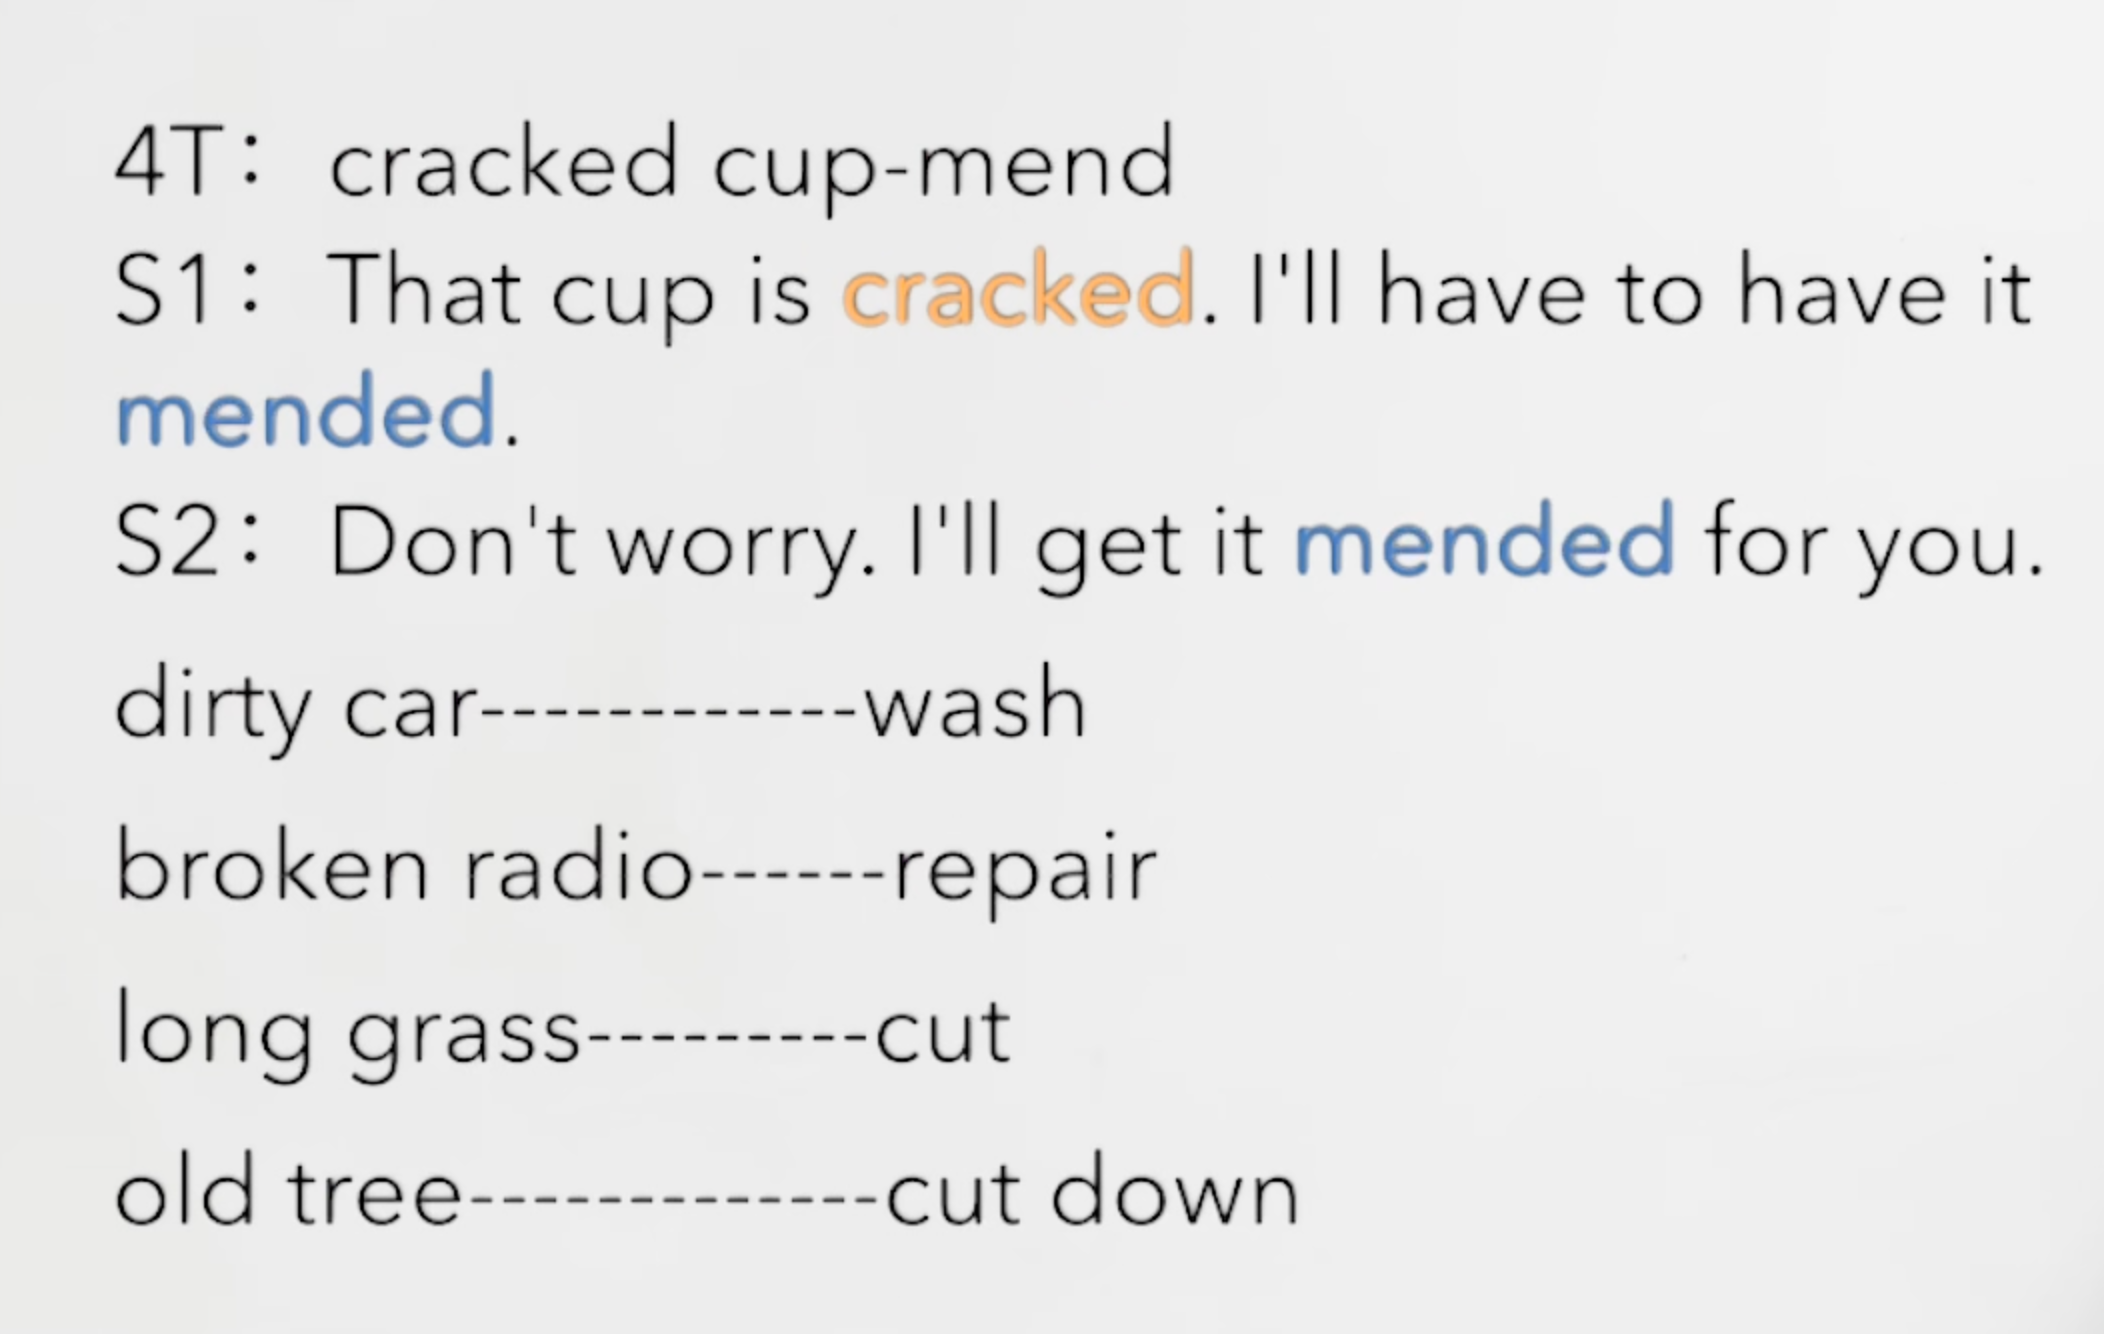 4T： cracked cup-mend
S1： That cup is cracked. I'll have to have it
mended.
S2： Don't worry. I'll get it mended for you.
dirty car------------wash
broken radio------repair
long grass---------cut
old tree-------------cut down